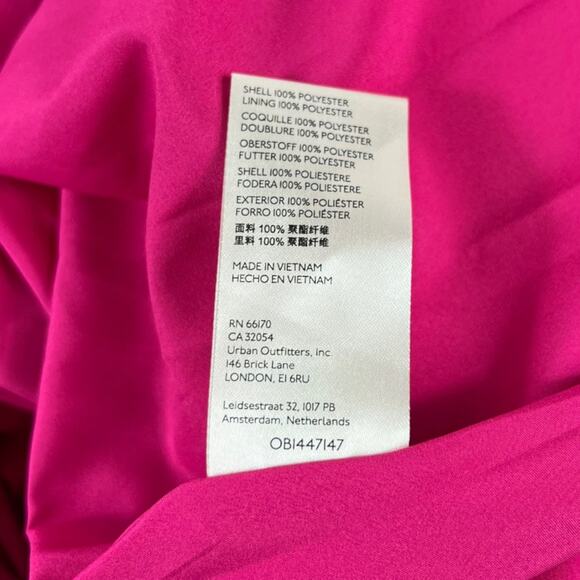 SHELL 100% POLYESTER
LINING 100% POLYESTER
COQUILLE 100% POLYESTER
DOUBLURE 100% POLYESTER
OBERSTOFF 100% POLYESTER
FUTTER 100% POLYESTER
SHELL 100% POLIESTERE
FODERA 100% POLIESTERE
EXTERIOR 100% POLIÉSTER
FORRO 100% POLIÉSTER
面料 100% 聚酯纤维
里料 100% 聚酯纤维
MADE IN VIETNAM
HECHO EN VIETNAM
RN 66170
CA 32054
Urban Outfitters, Inc.
146 Brick Lane
LONDON, E1 6RU
Leidsestraat 32, 1017 PB
Amsterdam, Netherlands
OB1447147